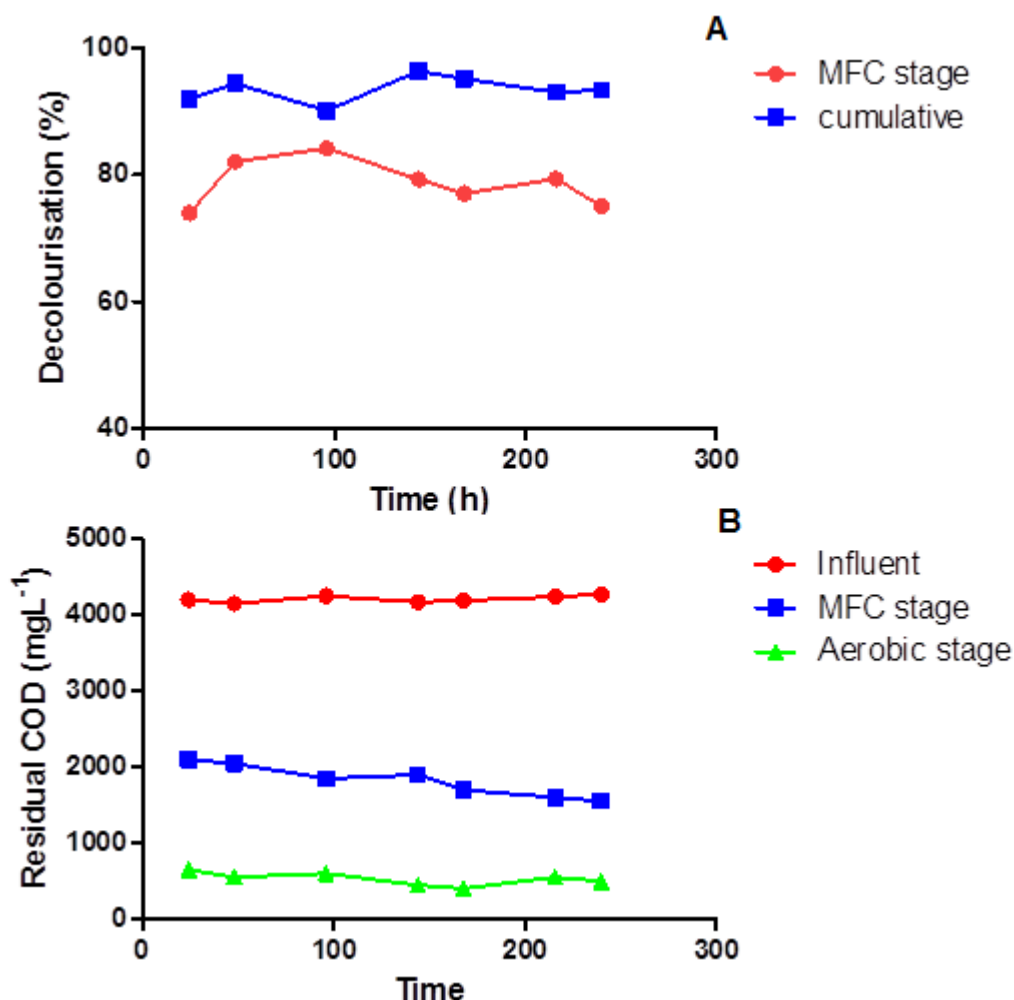 A
MFC stage
cumulative
Decolourisation (%)
100
80
60
40
0
100
200
300
Time (h)
B
Influent
MFC stage
Aerobic stage
Residual COD (mgL⁻¹)
5000
4000
3000
2000
1000
0
0
100
200
300
Time